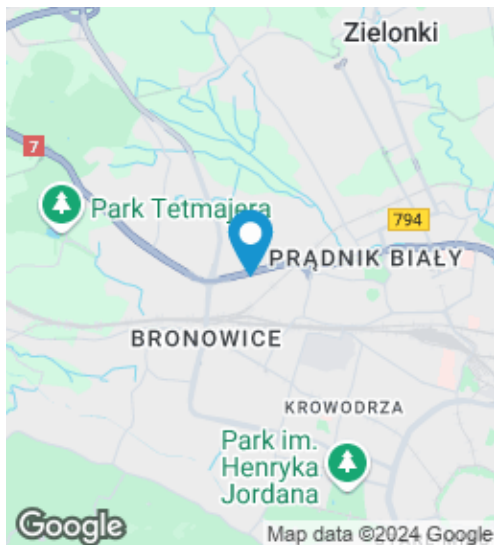 Zielonki
7
Park Tetmajera
794
PRĄDNIK BIAŁY
BRONOWICE
KROWODRZA
Park im.
Henryka
Jordana
Google
Map data ©2024 Google